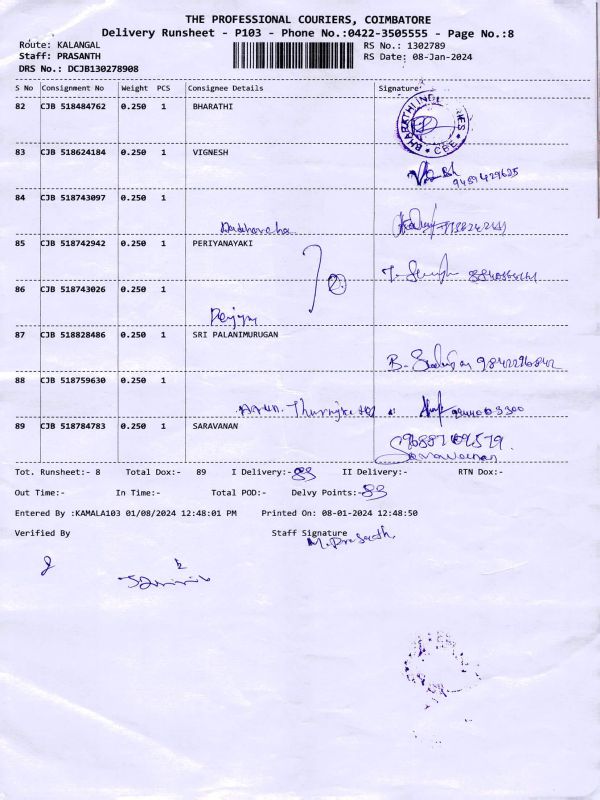 THE PROFESSIONAL COURIERS, COIMBATORE
Delivery Runsheet - P103 - Phone No.:0422-3505555 - Page No.:8
Route: KALANGAL RS No.: 1302789
Staff: PRASANTH RS Date: 08-Jan-2024
DRS No.: DCJB130278908
S No Consignment No Weight PCS Consignee Details Signature
82 CJB 518484762 0.250 1 BHARATHI
83 CJB 518624184 0.250 1 VIGNESH
9489429625
84 CJB 518743097 0.250 1
85 CJB 518742942 0.250 1 PERIYANAYAKI
86 CJB 518743026 0.250 1
87 CJB 518828486 0.250 1 SRI PALANIMURUGAN
9842296842
88 CJB 518759630 0.250 1
89 CJB 518784783 0.250 1 SARAVANAN
Saravanan
Tot. Runsheet:- 8 Total Dox:- 89 I Delivery:-83 II Delivery:- RTN Dox:-
Out Time:- In Time:- Total POD:- Delvy Points:-83
Entered By :KAMALA103 01/08/2024 12:48:01 PM Printed On: 08-01-2024 12:48:50
Verified By Staff Signature
M. Prasath